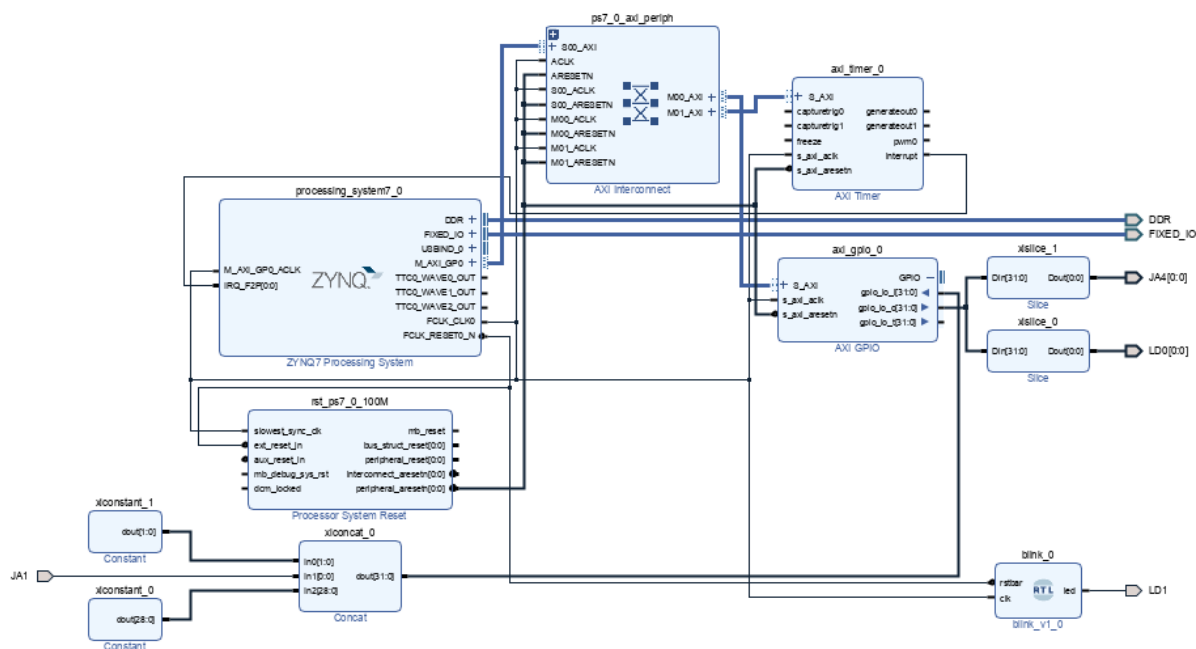 ps7_0_axi_periph
S00_AXI
ACLK
ARESETN
S00_ACLK
S00_ARESETN
M00_ACLK
M00_ARESETN
M01_ACLK
M01_ARESETN
M00_AXI
M01_AXI
AXI Interconnect
axi_timer_0
S_AXI
capturetrig0
capturetrig1
freeze
s_axi_aclk
s_axi_aresetn
generateout0
generateout1
pwm0
interrupt
AXI Timer
processing_system7_0
M_AXI_GP0_ACLK
IRQ_F2P[0:0]
ZYNQ
DDR
FIXED_IO
USBIND_0
M_AXI_GP0
TTC0_WAVE0_OUT
TTC0_WAVE1_OUT
TTC0_WAVE2_OUT
FCLK_CLK0
FCLK_RESET0_N
ZYNQ7 Processing System
DDR
FIXED_IO
axi_gpio_0
S_AXI
s_axi_aclk
s_axi_aresetn
GPIO
gpio_io_i[31:0]
gpio_io_o[31:0]
gpio_io_t[31:0]
AXI GPIO
xlslice_1
Din[31:0]
Dout[0:0]
Slice
JA4[0:0]
xlslice_0
Din[31:0]
Dout[0:0]
Slice
LD0[0:0]
rst_ps7_0_100M
slowest_sync_clk
ext_reset_in
aux_reset_in
mb_debug_sys_rst
dcm_locked
mb_reset
bus_struct_reset[0:0]
peripheral_reset[0:0]
interconnect_aresetn[0:0]
peripheral_aresetn[0:0]
Processor System Reset
xlconstant_1
dout[1:0]
Constant
JA1
xlconstant_0
dout[28:0]
Constant
xlconcat_0
In0[1:0]
In1[0:0]
In2[28:0]
dout[31:0]
Concat
blink_0
rstbar
clk
RTL
led
blink_v1_0
LD1